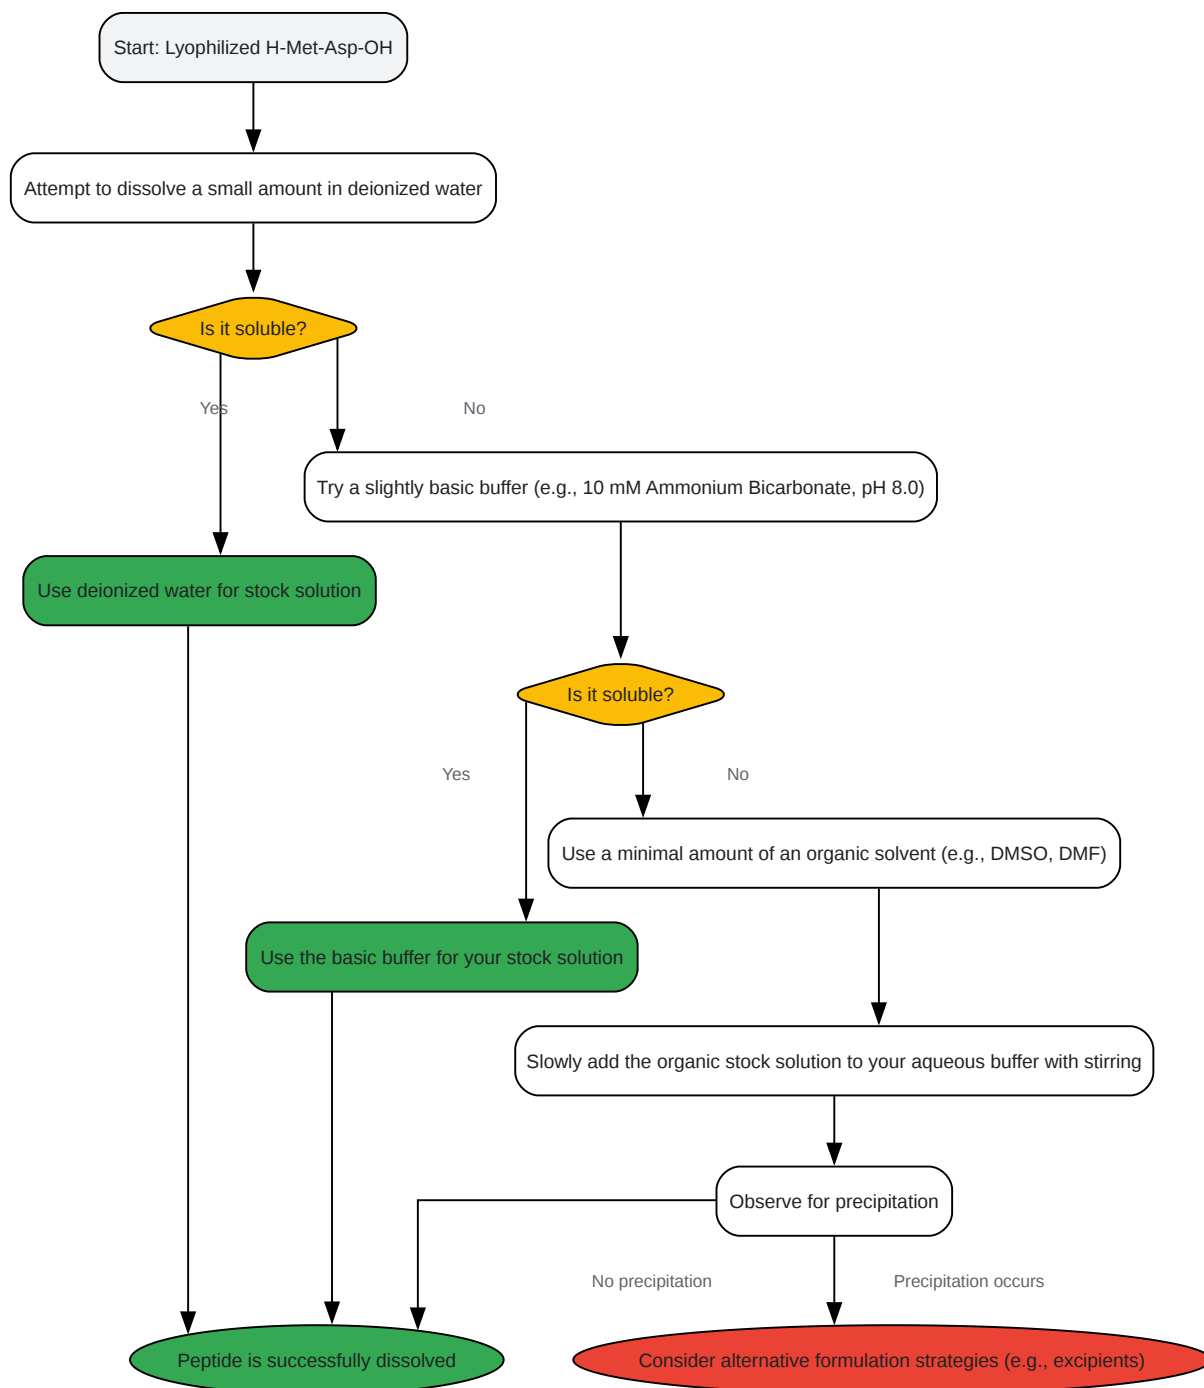 Start: Lyophilized H-Met-Asp-OH
Attempt to dissolve a small amount in deionized water
Is it soluble?
Yes
No
Try a slightly basic buffer (e.g., 10 mM Ammonium Bicarbonate, pH 8.0)
Use deionized water for stock solution
Is it soluble?
Yes
No
Use a minimal amount of an organic solvent (e.g., DMSO, DMF)
Use the basic buffer for your stock solution
Slowly add the organic stock solution to your aqueous buffer with stirring
Observe for precipitation
No precipitation
Precipitation occurs
Peptide is successfully dissolved
Consider alternative formulation strategies (e.g., excipients)